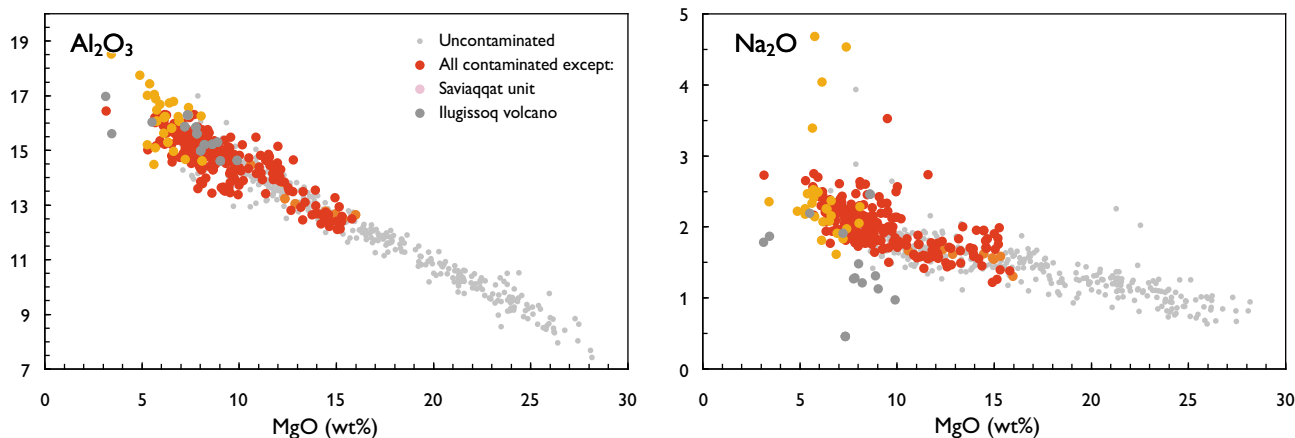 Al₂O₃
19
17
15
13
11
9
7
0 5 10 15 20 25 30
MgO (wt%)
Uncontaminated
All contaminated except:
Saviaqqat unit
Ilugissoq volcano
Na₂O
5
4
3
2
1
0
0 5 10 15 20 25 30
MgO (wt%)